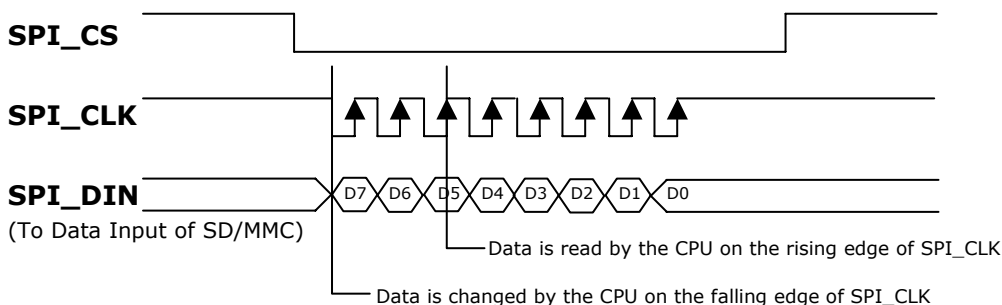 SPI_CS
SPI_CLK
SPI_DIN
D7 D6 D5 D4 D3 D2 D1 D0
(To Data Input of SD/MMC)
Data is read by the CPU on the rising edge of SPI_CLK
Data is changed by the CPU on the falling edge of SPI_CLK